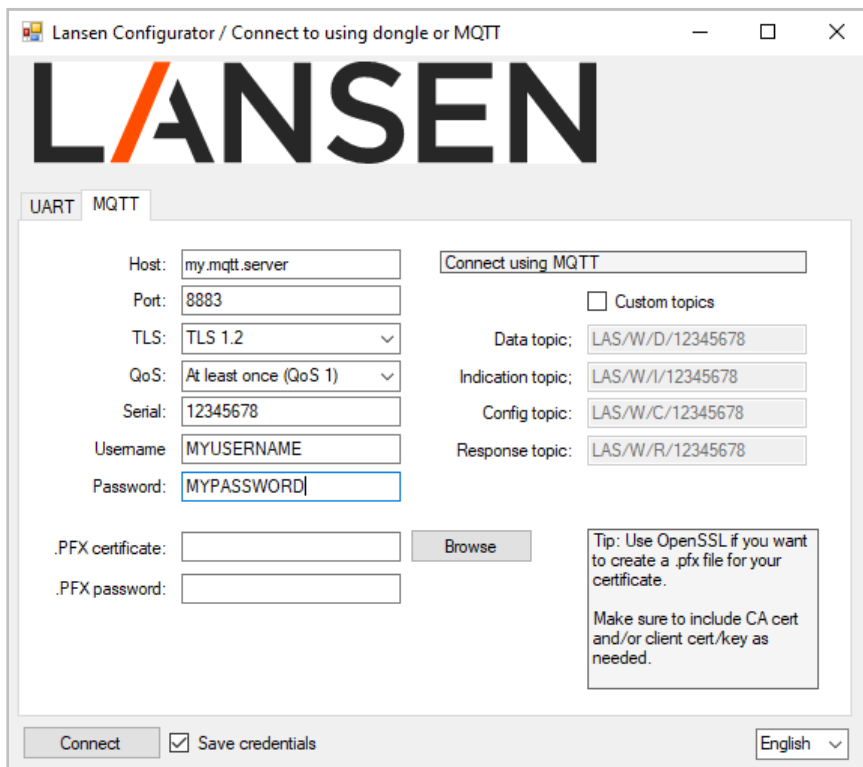 Lansen Configurator / Connect to using dongle or MQTT
LANSEN
UART
MQTT
Host:
my.mqtt.server
Port:
8883
TLS:
TLS 1.2
QoS:
At least once (QoS 1)
Serial:
12345678
Username
MYUSERNAME
Password:
MYPASSWORD
.PFX certificate:
Browse
.PFX password:
Connect using MQTT
Custom topics
Data topic;
LAS/W/D/12345678
Indication topic;
LAS/W/I/12345678
Config topic:
LAS/W/C/12345678
Response topic:
LAS/W/R/12345678
Tip: Use OpenSSL if you want
to create a .pfx file for your
certificate.
Make sure to include CA cert
and/or client cert/key as
needed.
Connect
Save credentials
English